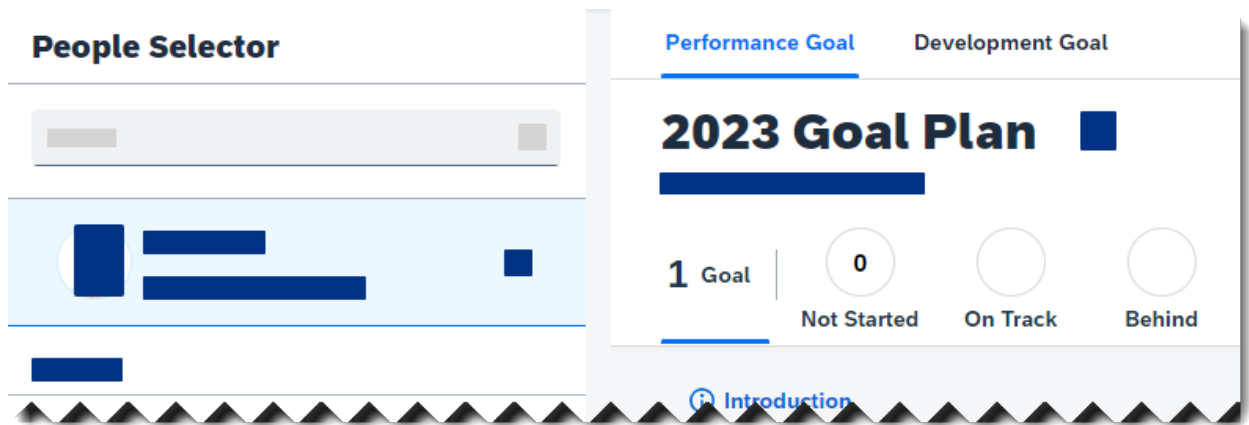 People Selector
Performance Goal Development Goal
2023 Goal Plan
1 Goal
0
Not Started On Track Behind
Introduction